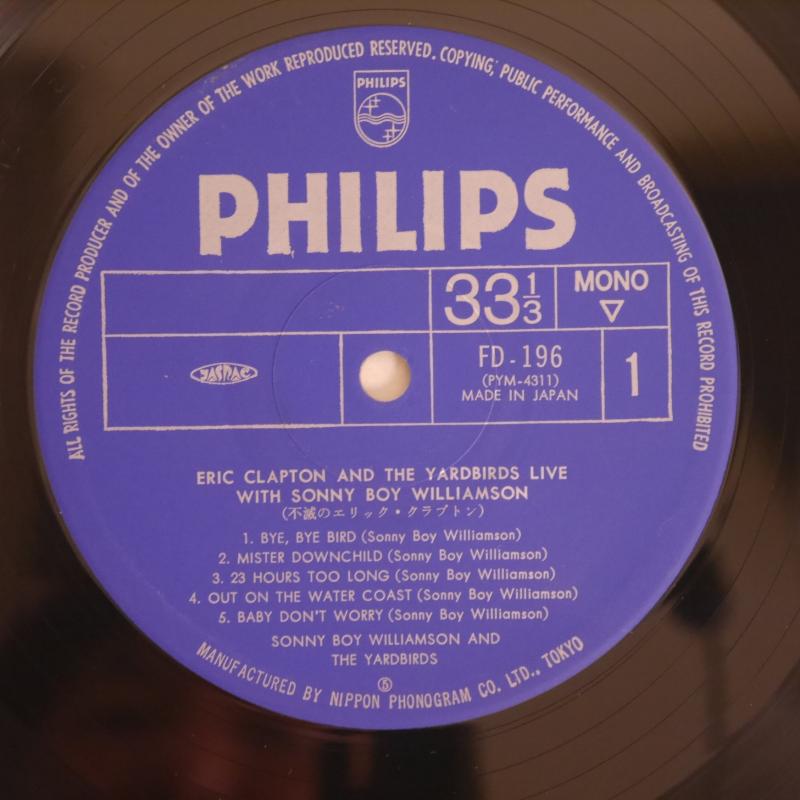 ALL RIGHTS OF THE RECORD PRODUCER AND OF THE OWNER OF THE WORK REPRODUCED RESERVED. COPYING, PUBLIC PERFORMANCE AND BROADCASTING OF THIS RECORD PROHIBITED
PHILIPS
PHILIPS
33 1/3
MONO
▽
JASRAC
FD-196
(PYM-4311)
MADE IN JAPAN
1
ERIC CLAPTON AND THE YARDBIRDS LIVE
WITH SONNY BOY WILLIAMSON
(不滅のエリック・クラプトン)
1. BYE, BYE BIRD (Sonny Boy Williamson)
2. MISTER DOWNCHILD (Sonny Boy Williamson)
3. 23 HOURS TOO LONG (Sonny Boy Williamson)
4. OUT ON THE WATER COAST (Sonny Boy Williamson)
5. BABY DON'T WORRY (Sonny Boy Williamson)
SONNY BOY WILLIAMSON AND
THE YARDBIRDS
Ⓢ
MANUFACTURED BY NIPPON PHONOGRAM CO. LTD., TOKYO